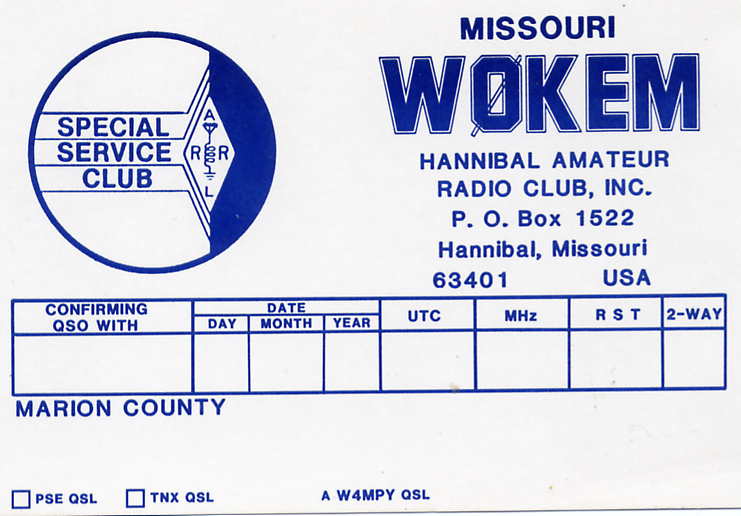 MISSOURI
WØKEM
HANNIBAL AMATEUR
RADIO CLUB, INC.
P. O. Box 1522
Hannibal, Missouri
63401 USA
SPECIAL
SERVICE
CLUB
A
R R
L
CONFIRMING
QSO WITH
DATE
DAY MONTH YEAR
UTC
MHz
R S T
2-WAY
MARION COUNTY
PSE QSL TNX QSL A W4MPY QSL